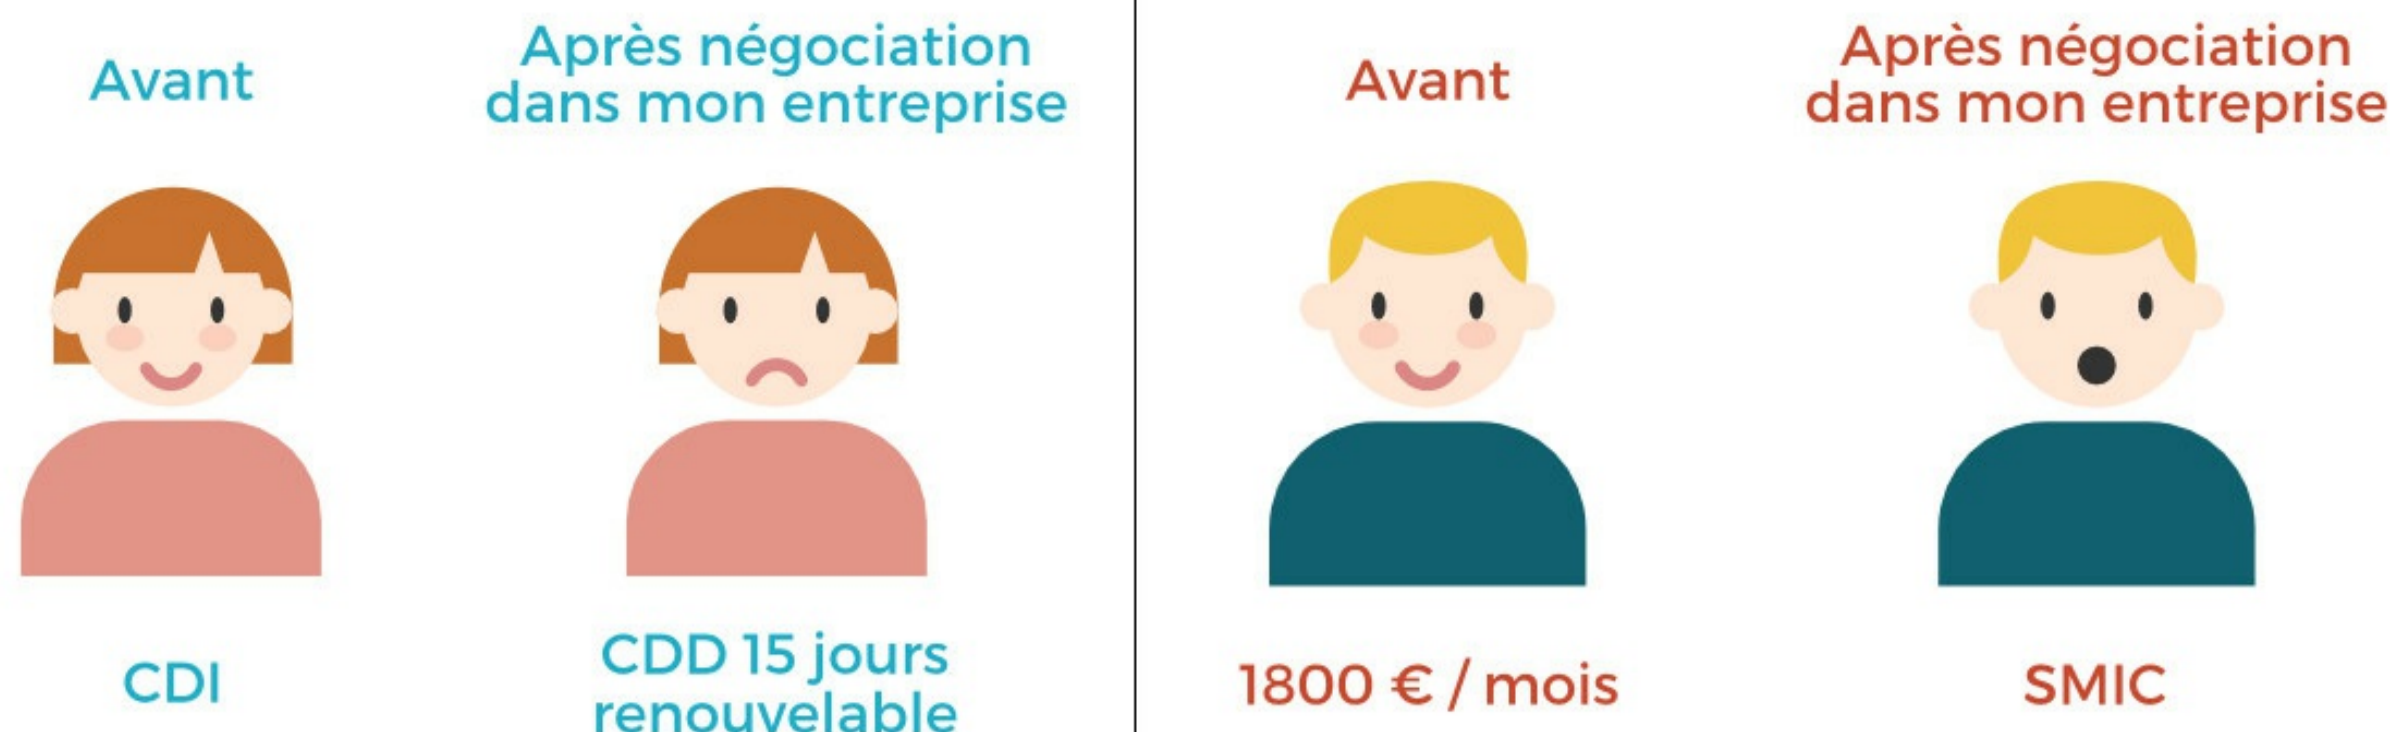 Avant
Après négociation
dans mon entreprise
CDI
CDD 15 jours
renouvelable
Avant
Après négociation
dans mon entreprise
1800 € / mois
SMIC